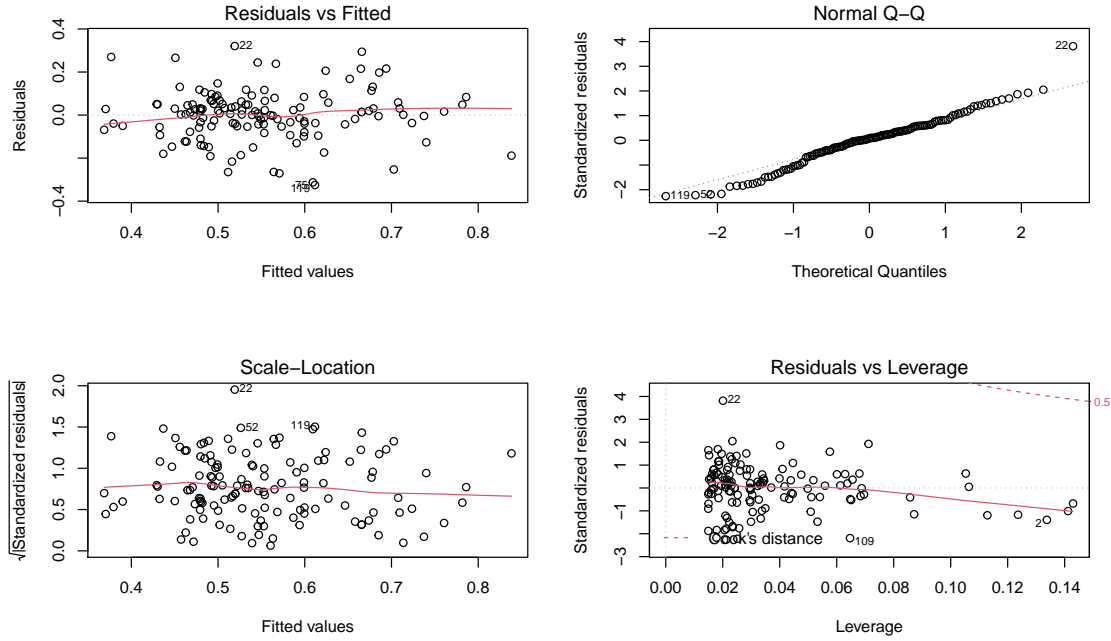 Residuals vs Fitted
Residuals
0.4
0.0
−0.4
22
119
0.4 0.5 0.6 0.7 0.8
Fitted values
Normal Q−Q
Standardized residuals
4
3
2
1
0
−2
22
119
52
−2 −1 0 1 2
Theoretical Quantiles
Scale−Location
√|Standardized residuals|
2.0
1.5
1.0
0.5
0.0
22
52
119
0.4 0.5 0.6 0.7 0.8
Fitted values
Residuals vs Leverage
Standardized residuals
4
3
2
1
−1
−3
0.5
22
2
109
Cook's distance
0.00 0.02 0.04 0.06 0.08 0.10 0.12 0.14
Leverage